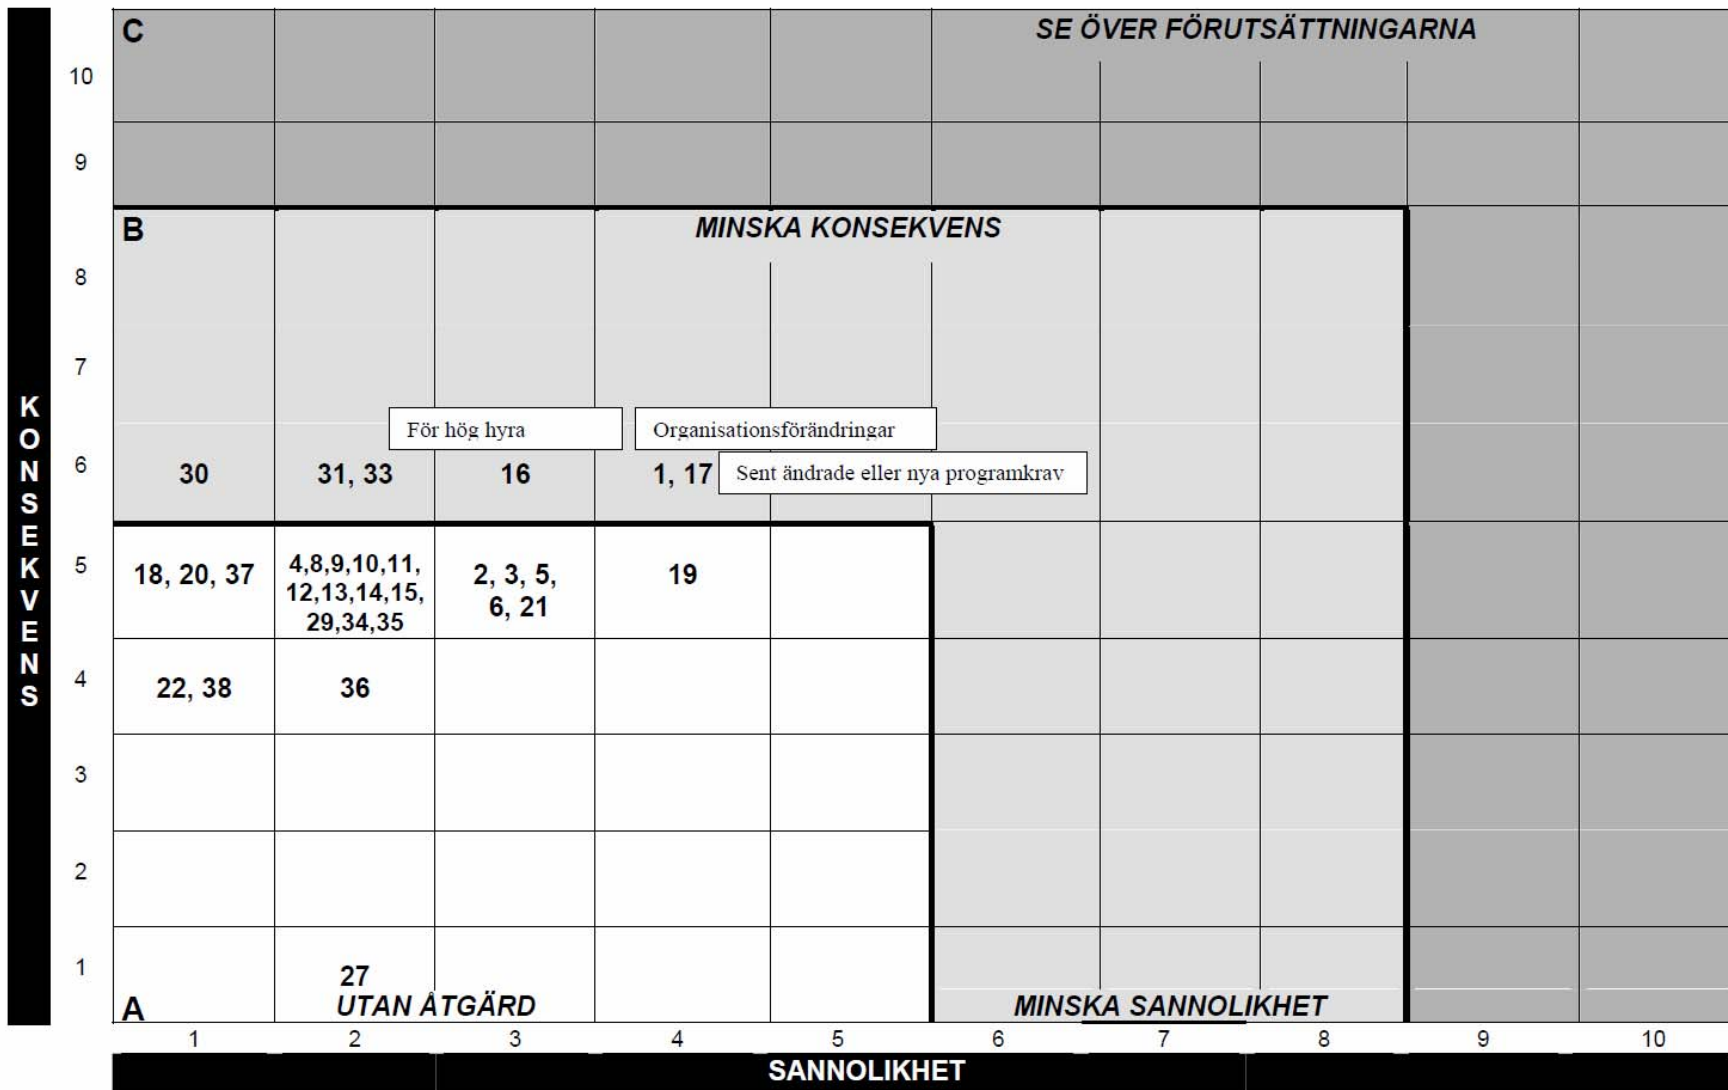 C
SE ÖVER FÖRUTSÄTTNINGARNA
10
9
B
MINSKA KONSEKVENS
8
7
För hög hyra
Organisationsförändringar
6
30
31, 33
16
1, 17
Sent ändrade eller nya programkrav
KONSEKVENS
5
18, 20, 37
4,8,9,10,11,
12,13,14,15,
29,34,35
2, 3, 5,
6, 21
19
4
22, 38
36
3
2
1
27
A
UTAN ÅTGÄRD
MINSKA SANNOLIKHET
1 2 3 4 5 6 7 8 9 10
SANNOLIKHET